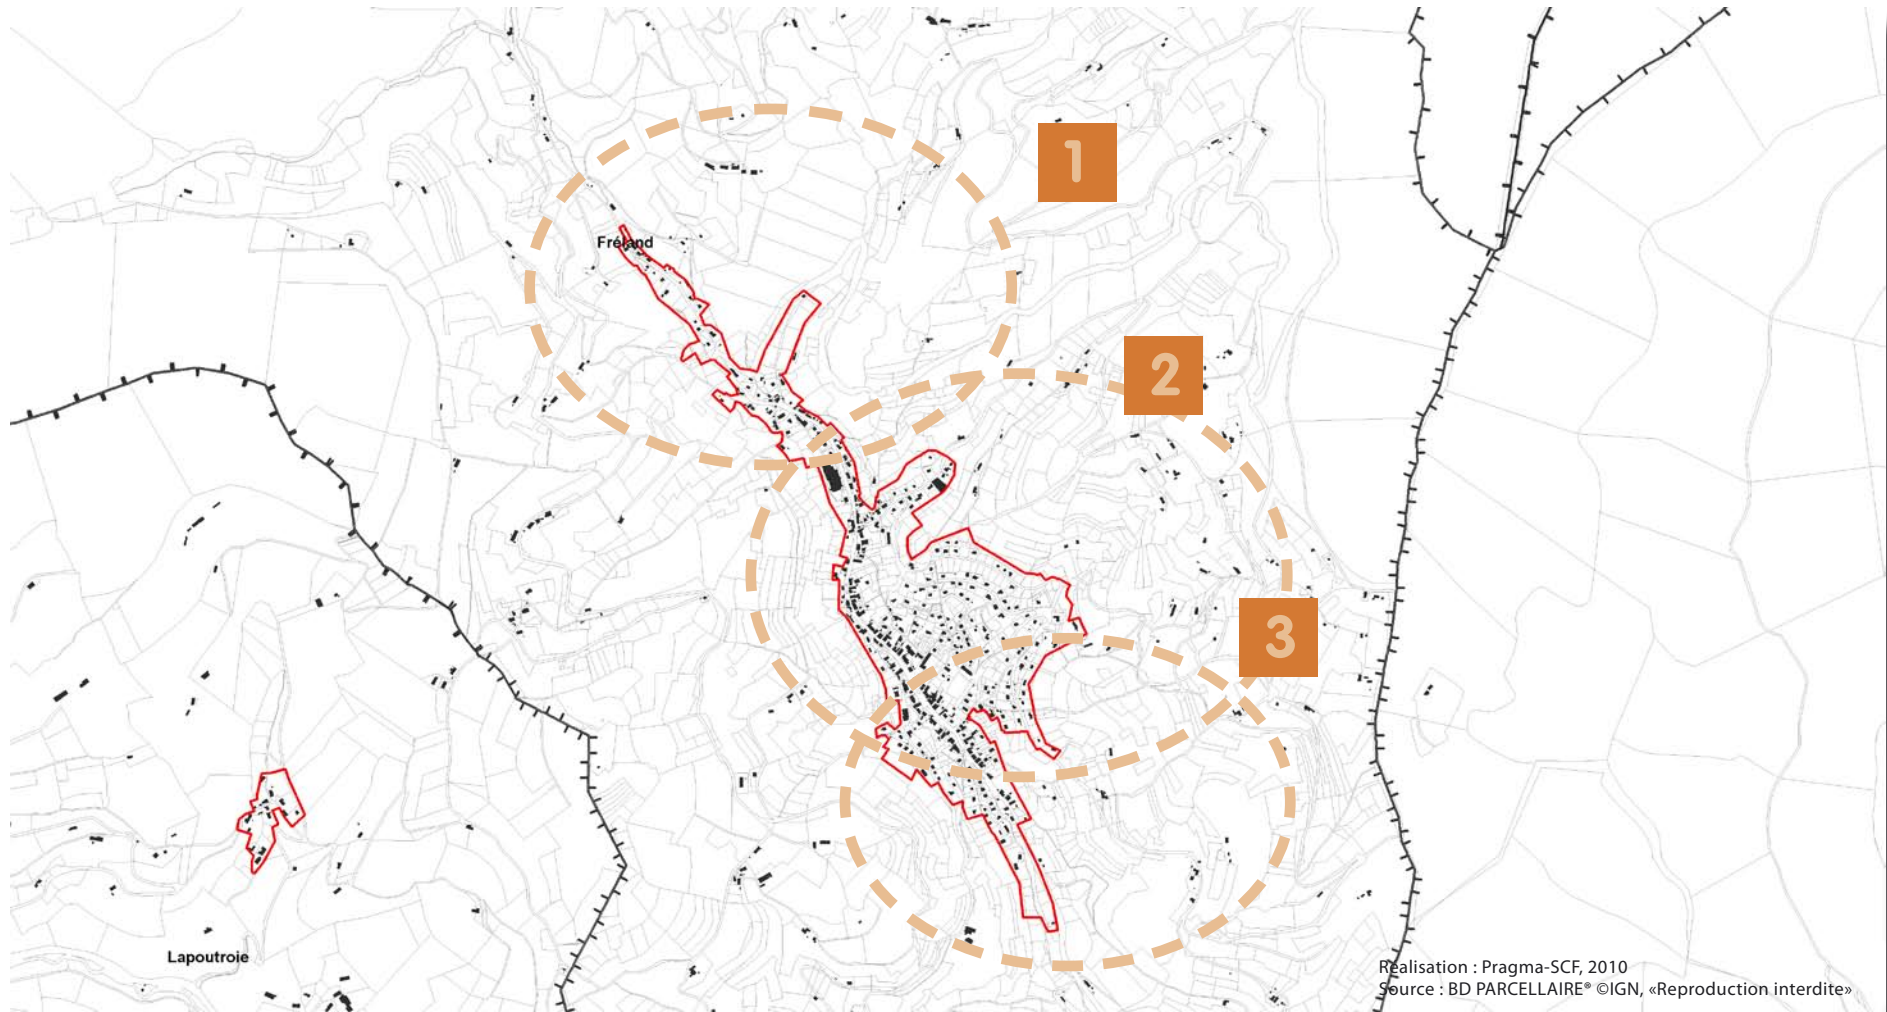 1
Fréland
2
3
Lapoutroie
Réalisation : Pragma-SCF, 2010
Source : BD PARCELLAIRE® ©IGN, «Reproduction interdite»